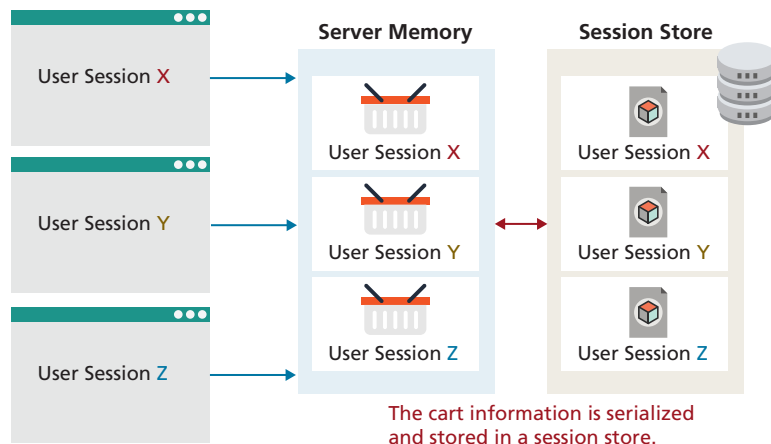 Server Memory
Session Store
User Session X
User Session X
User Session X
User Session Y
User Session Y
User Session Y
User Session Z
User Session Z
User Session Z
The cart information is serialized
and stored in a session store.